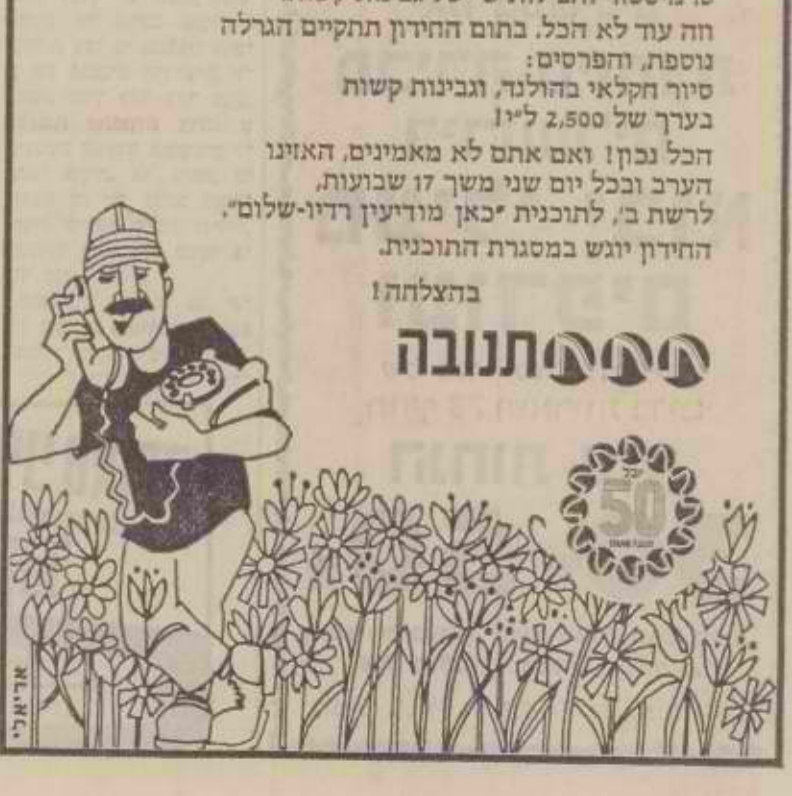 וזה עוד לא הכל. בתום החידון תתקיים הגרלה
נוספת, והפרסים:
סיור חקלאי בהולנד, וגבינות קשות
בערך של 2,500 ל"י!
הכל נכון! ואם אתם לא מאמינים, האזינו
הערב ובכל יום שני משך 17 שבועות,
לרשת ב', לתוכנית "כאן מודיעין רדיו-שלום".
החידון יוגש במסגרת התוכנית.
בהצלחה!
תנובה
יובל
50
תנובה
אריאלי